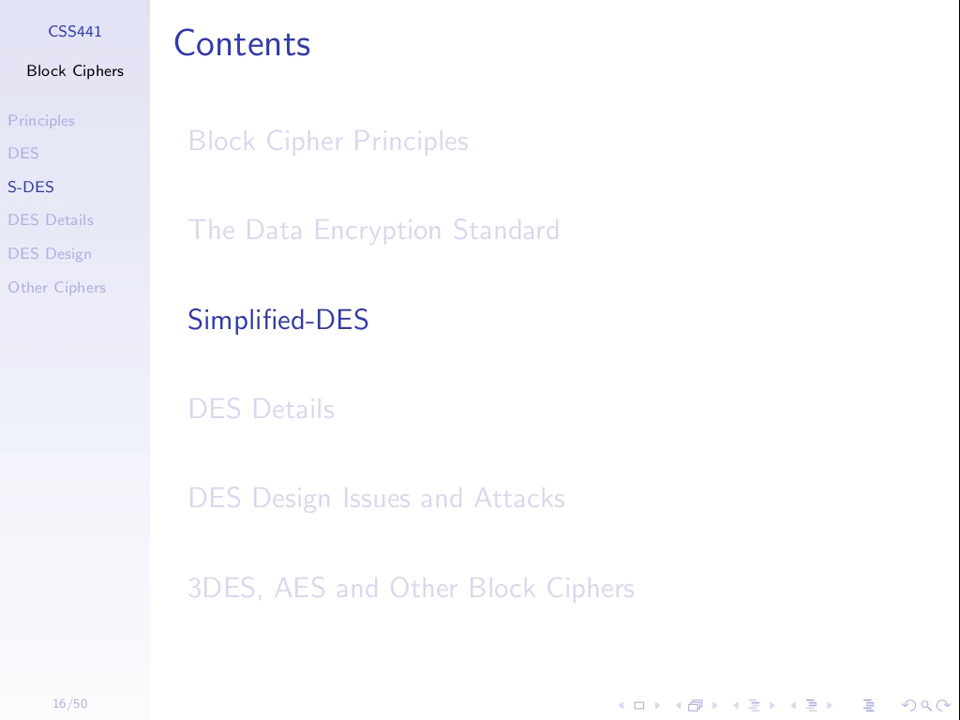 CSS441
Block Ciphers
Principles
DES
S-DES
DES Details
DES Design
Other Ciphers
16/50
Contents
Block Cipher Principles
The Data Encryption Standard
Simplified-DES
DES Details
DES Design Issues and Attacks
3DES, AES and Other Block Ciphers